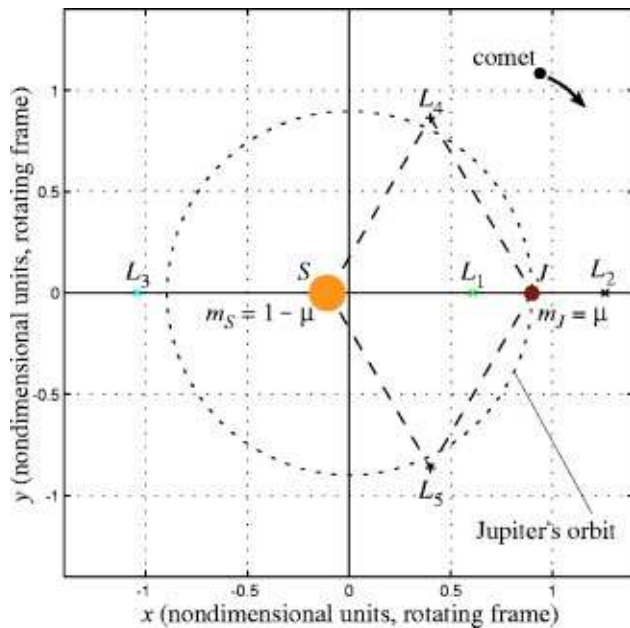 comet
L4
L3
S
L1
J
L2
mS = 1 − μ
mJ = μ
L5
Jupiter's orbit
1
0.5
0
-0.5
-1
y (nondimensional units, rotating frame)
-1
-0.5
0
0.5
1
x (nondimensional units, rotating frame)